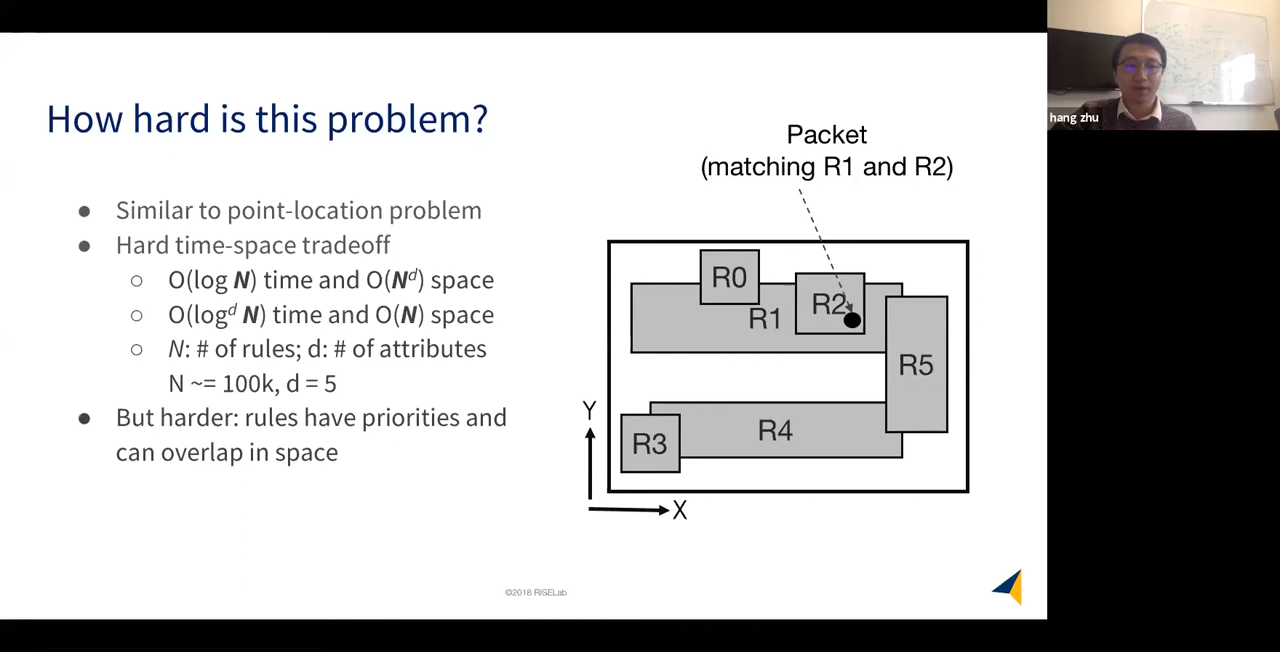 How hard is this problem?
● Similar to point-location problem
● Hard time-space tradeoff
○ O(log N) time and O(Nᵈ) space
○ O(logᵈ N) time and O(N) space
○ N: # of rules; d: # of attributes
N ~= 100k, d = 5
● But harder: rules have priorities and
can overlap in space
Packet
(matching R1 and R2)
R0
R2
R1
R5
R4
R3
Y
X
©2018 RISELab
hang zhu